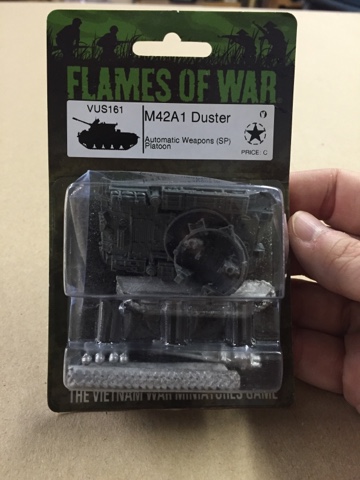 FLAMES OF WAR
VUS161
M42A1 Duster
Automatic Weapons (SP)
Platoon
PRICE: C
THE VIETNAM WAR MINIATURES GAME